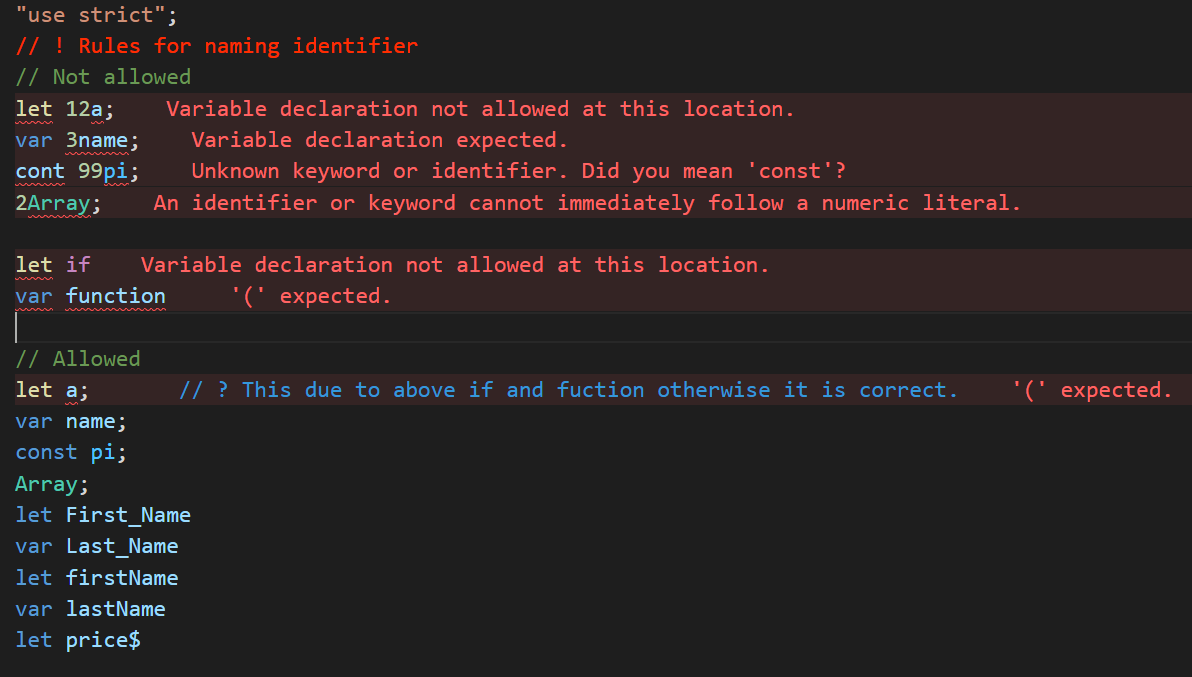 "use strict";
// ! Rules for naming identifier
// Not allowed
let 12a;    Variable declaration not allowed at this location.
var 3name;    Variable declaration expected.
cont 99pi;    Unknown keyword or identifier. Did you mean 'const'?
2Array;    An identifier or keyword cannot immediately follow a numeric literal.
let if    Variable declaration not allowed at this location.
var function    '(' expected.
// Allowed
let a;    // ? This due to above if and fuction otherwise it is correct.    '(' expected.
var name;
const pi;
Array;
let First_Name
var Last_Name
let firstName
var lastName
let price$